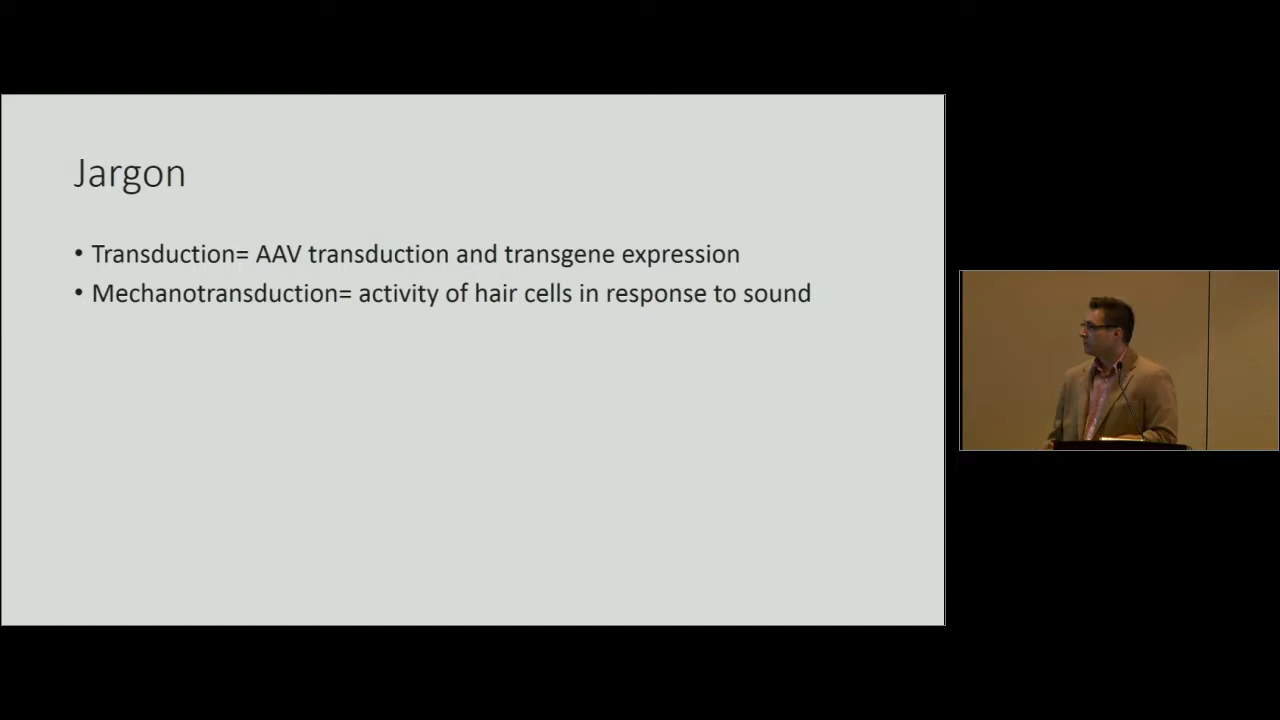 Jargon
• Transduction= AAV transduction and transgene expression
• Mechanotransduction= activity of hair cells in response to sound